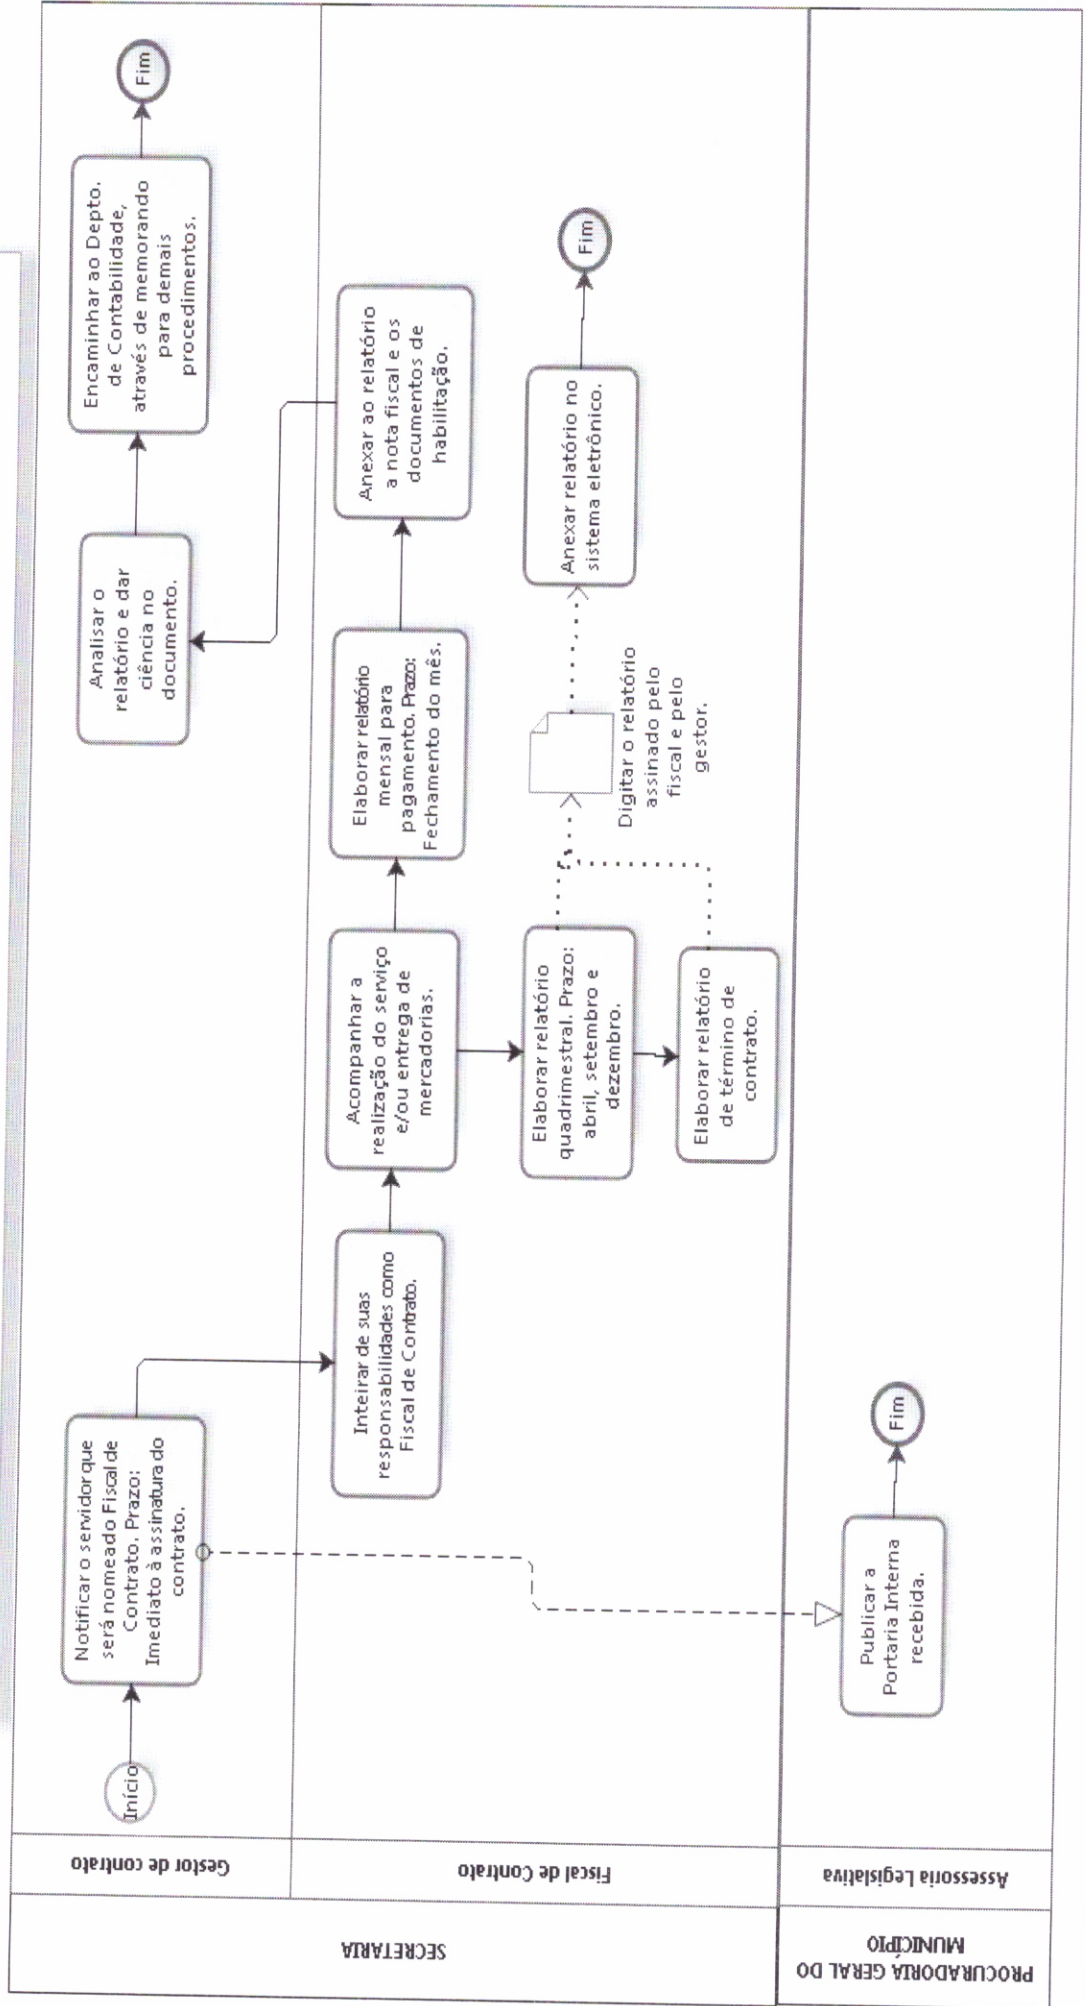 SECRETARIA
Gestor de contrato
Início
Notificar o servidor que
será nomeado Fiscal de
Contrato. Prazo:
Imediato à assinatura do
contrato.
Analisar o
relatório e dar
ciência no
documento.
Encaminhar ao Depto.
de Contabilidade,
através de memorando
para demais
procedimentos.
Fim
Fiscal de Contrato
Inteirar de suas
responsabilidades como
Fiscal de Contrato.
Acompanhar a
realização do serviço
e/ou entrega de
mercadorias.
Elaborar relatório
mensal para
pagamento. Prazo:
Fechamento do mês.
Anexar ao relatório
a nota fiscal e os
documentos de
habilitação.
Elaborar relatório
quadrimestral. Prazo:
abril, setembro e
dezembro.
Elaborar relatório
de término de
contrato.
Digitar o relatório
assinado pelo
fiscal e pelo
gestor.
Anexar relatório no
sistema eletrônico.
Fim
PROCURADORIA GERAL DO
MUNICÍPIO
Assessoria Legislativa
Publicar a
Portaria Interna
recebida.
Fim